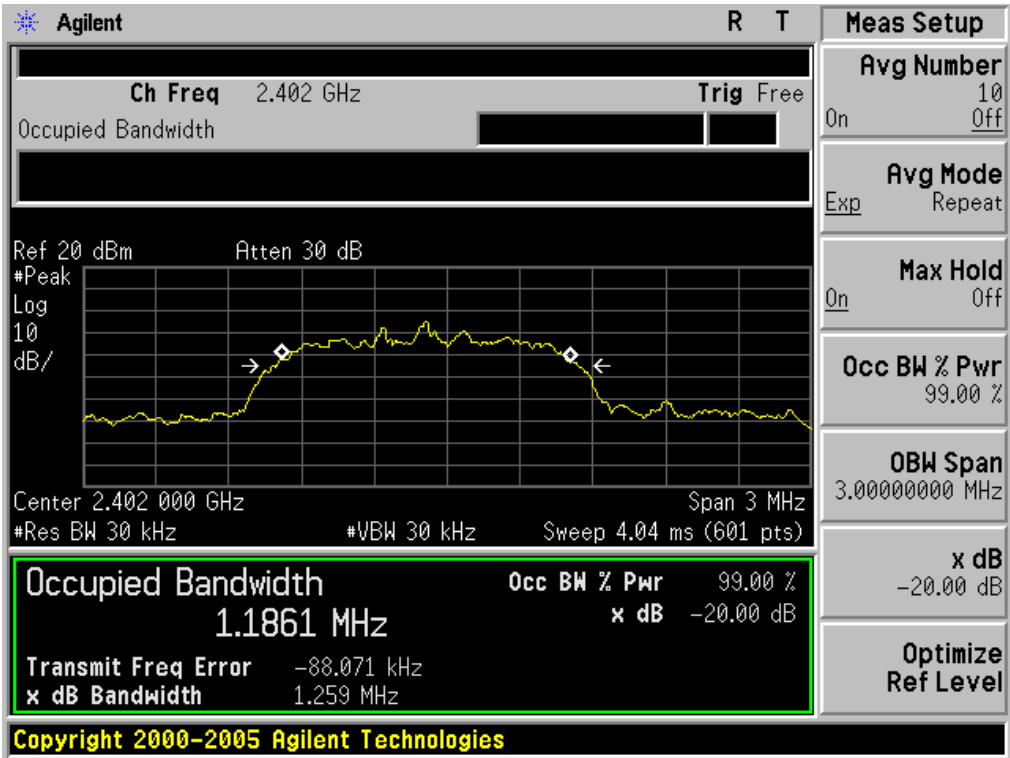 Agilent R T
Ch Freq 2.402 GHz Trig Free
Occupied Bandwidth
Ref 20 dBm Atten 30 dB
#Peak
Log
10
dB/
Center 2.402 000 GHz Span 3 MHz
#Res BW 30 kHz #VBW 30 kHz Sweep 4.04 ms (601 pts)
Occupied Bandwidth Occ BW % Pwr 99.00 %
1.1861 MHz x dB -20.00 dB
Transmit Freq Error -88.071 kHz
x dB Bandwidth 1.259 MHz
Copyright 2000-2005 Agilent Technologies
Meas Setup
Avg Number
10
On Off
Avg Mode
Exp Repeat
Max Hold
On Off
Occ BW % Pwr
99.00 %
OBW Span
3.00000000 MHz
x dB
-20.00 dB
Optimize
Ref Level